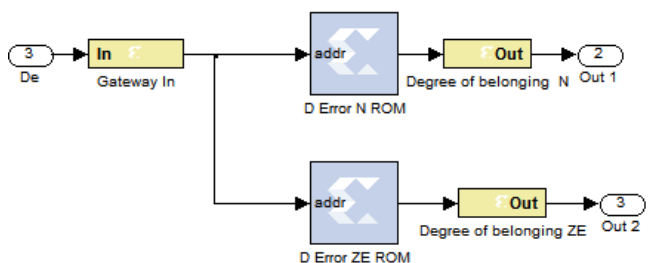 3
De
In
Gateway In
addr
D Error N ROM
Out
Degree of belonging N
2
Out 1
addr
D Error ZE ROM
Out
Degree of belonging ZE
3
Out 2